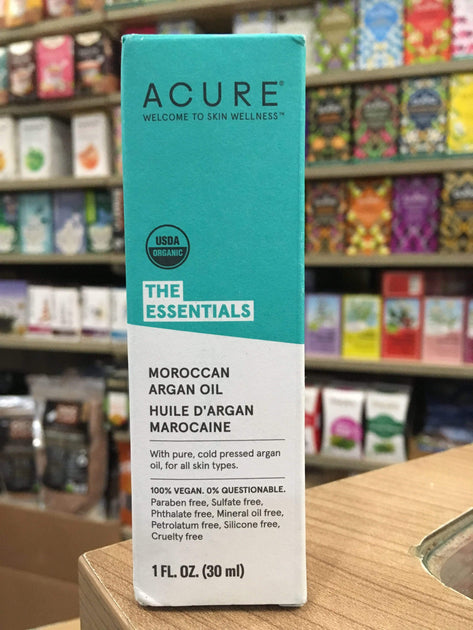 ACURE®
WELCOME TO SKIN WELLNESS™
USDA
ORGANIC
THE
ESSENTIALS
MOROCCAN
ARGAN OIL
HUILE D'ARGAN
MAROCAINE
With pure, cold pressed argan
oil, for all skin types.
100% VEGAN. 0% QUESTIONABLE.
Paraben free, Sulfate free,
Phthalate free, Mineral oil free,
Petrolatum free, Silicone free,
Cruelty free
1 FL. OZ. (30 ml)